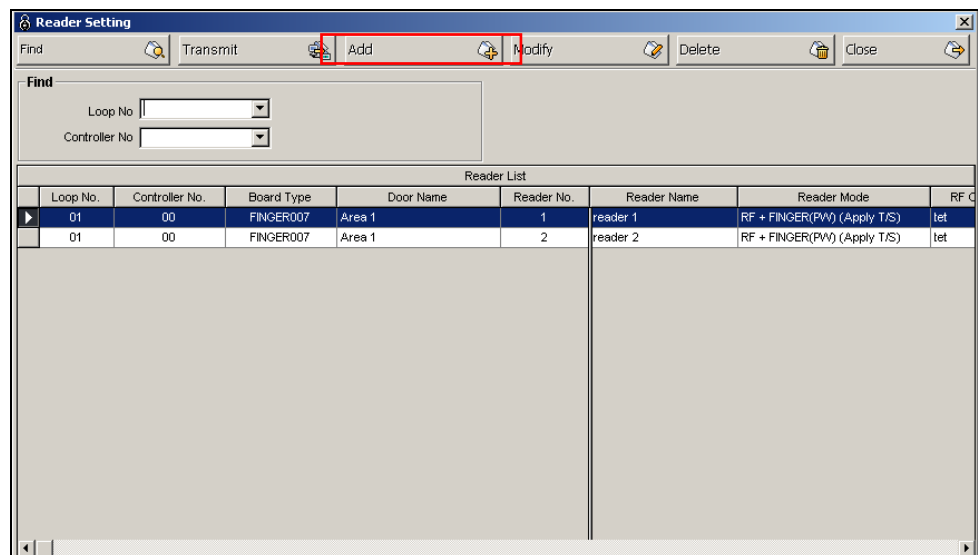 Reader Setting
Find Transmit Add Modify Delete Close
Find
Loop No
Controller No
Reader List
Loop No. Controller No. Board Type Door Name Reader No. Reader Name Reader Mode RF C
01 00 FINGER007 Area 1 1 reader 1 RF + FINGER(PW) (Apply T/S) tet
01 00 FINGER007 Area 1 2 reader 2 RF + FINGER(PW) (Apply T/S) tet